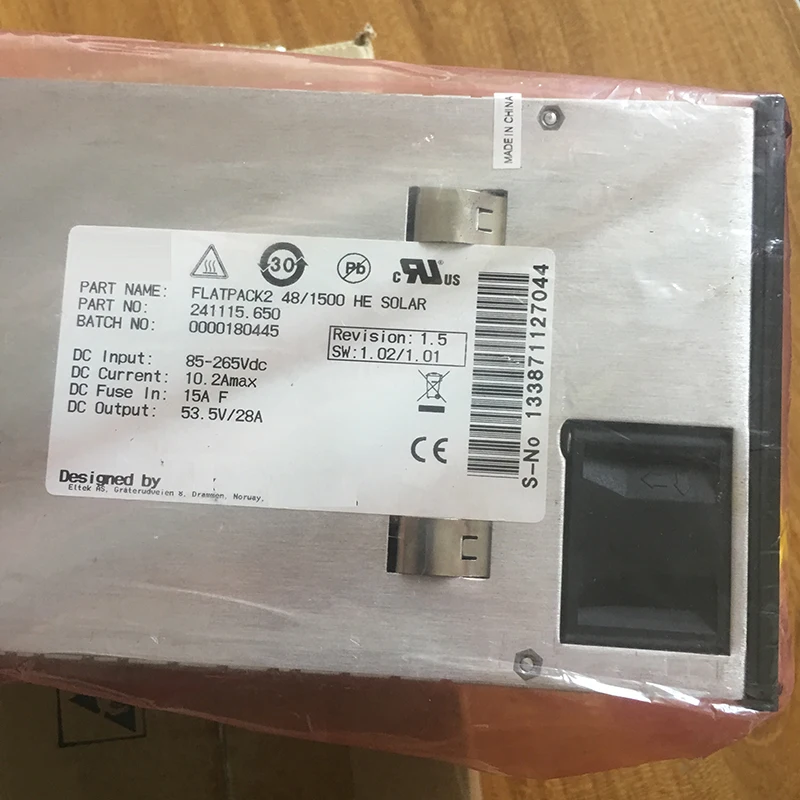 MADE IN CHINA
30
Pb
c RU us
PART NAME: FLATPACK2 48/1500 HE SOLAR
PART NO: 241115.650
BATCH NO: 0000180445
Revision: 1.5
SW:1.02/1.01
DC Input: 85-265Vdc
DC Current: 10.2Amax
DC Fuse In: 15A F
DC Output: 53.5V/28A
CE
S-No 133871127044
Designed by
Eltek AS, Gråterudveien 8, Drammen, Norway.